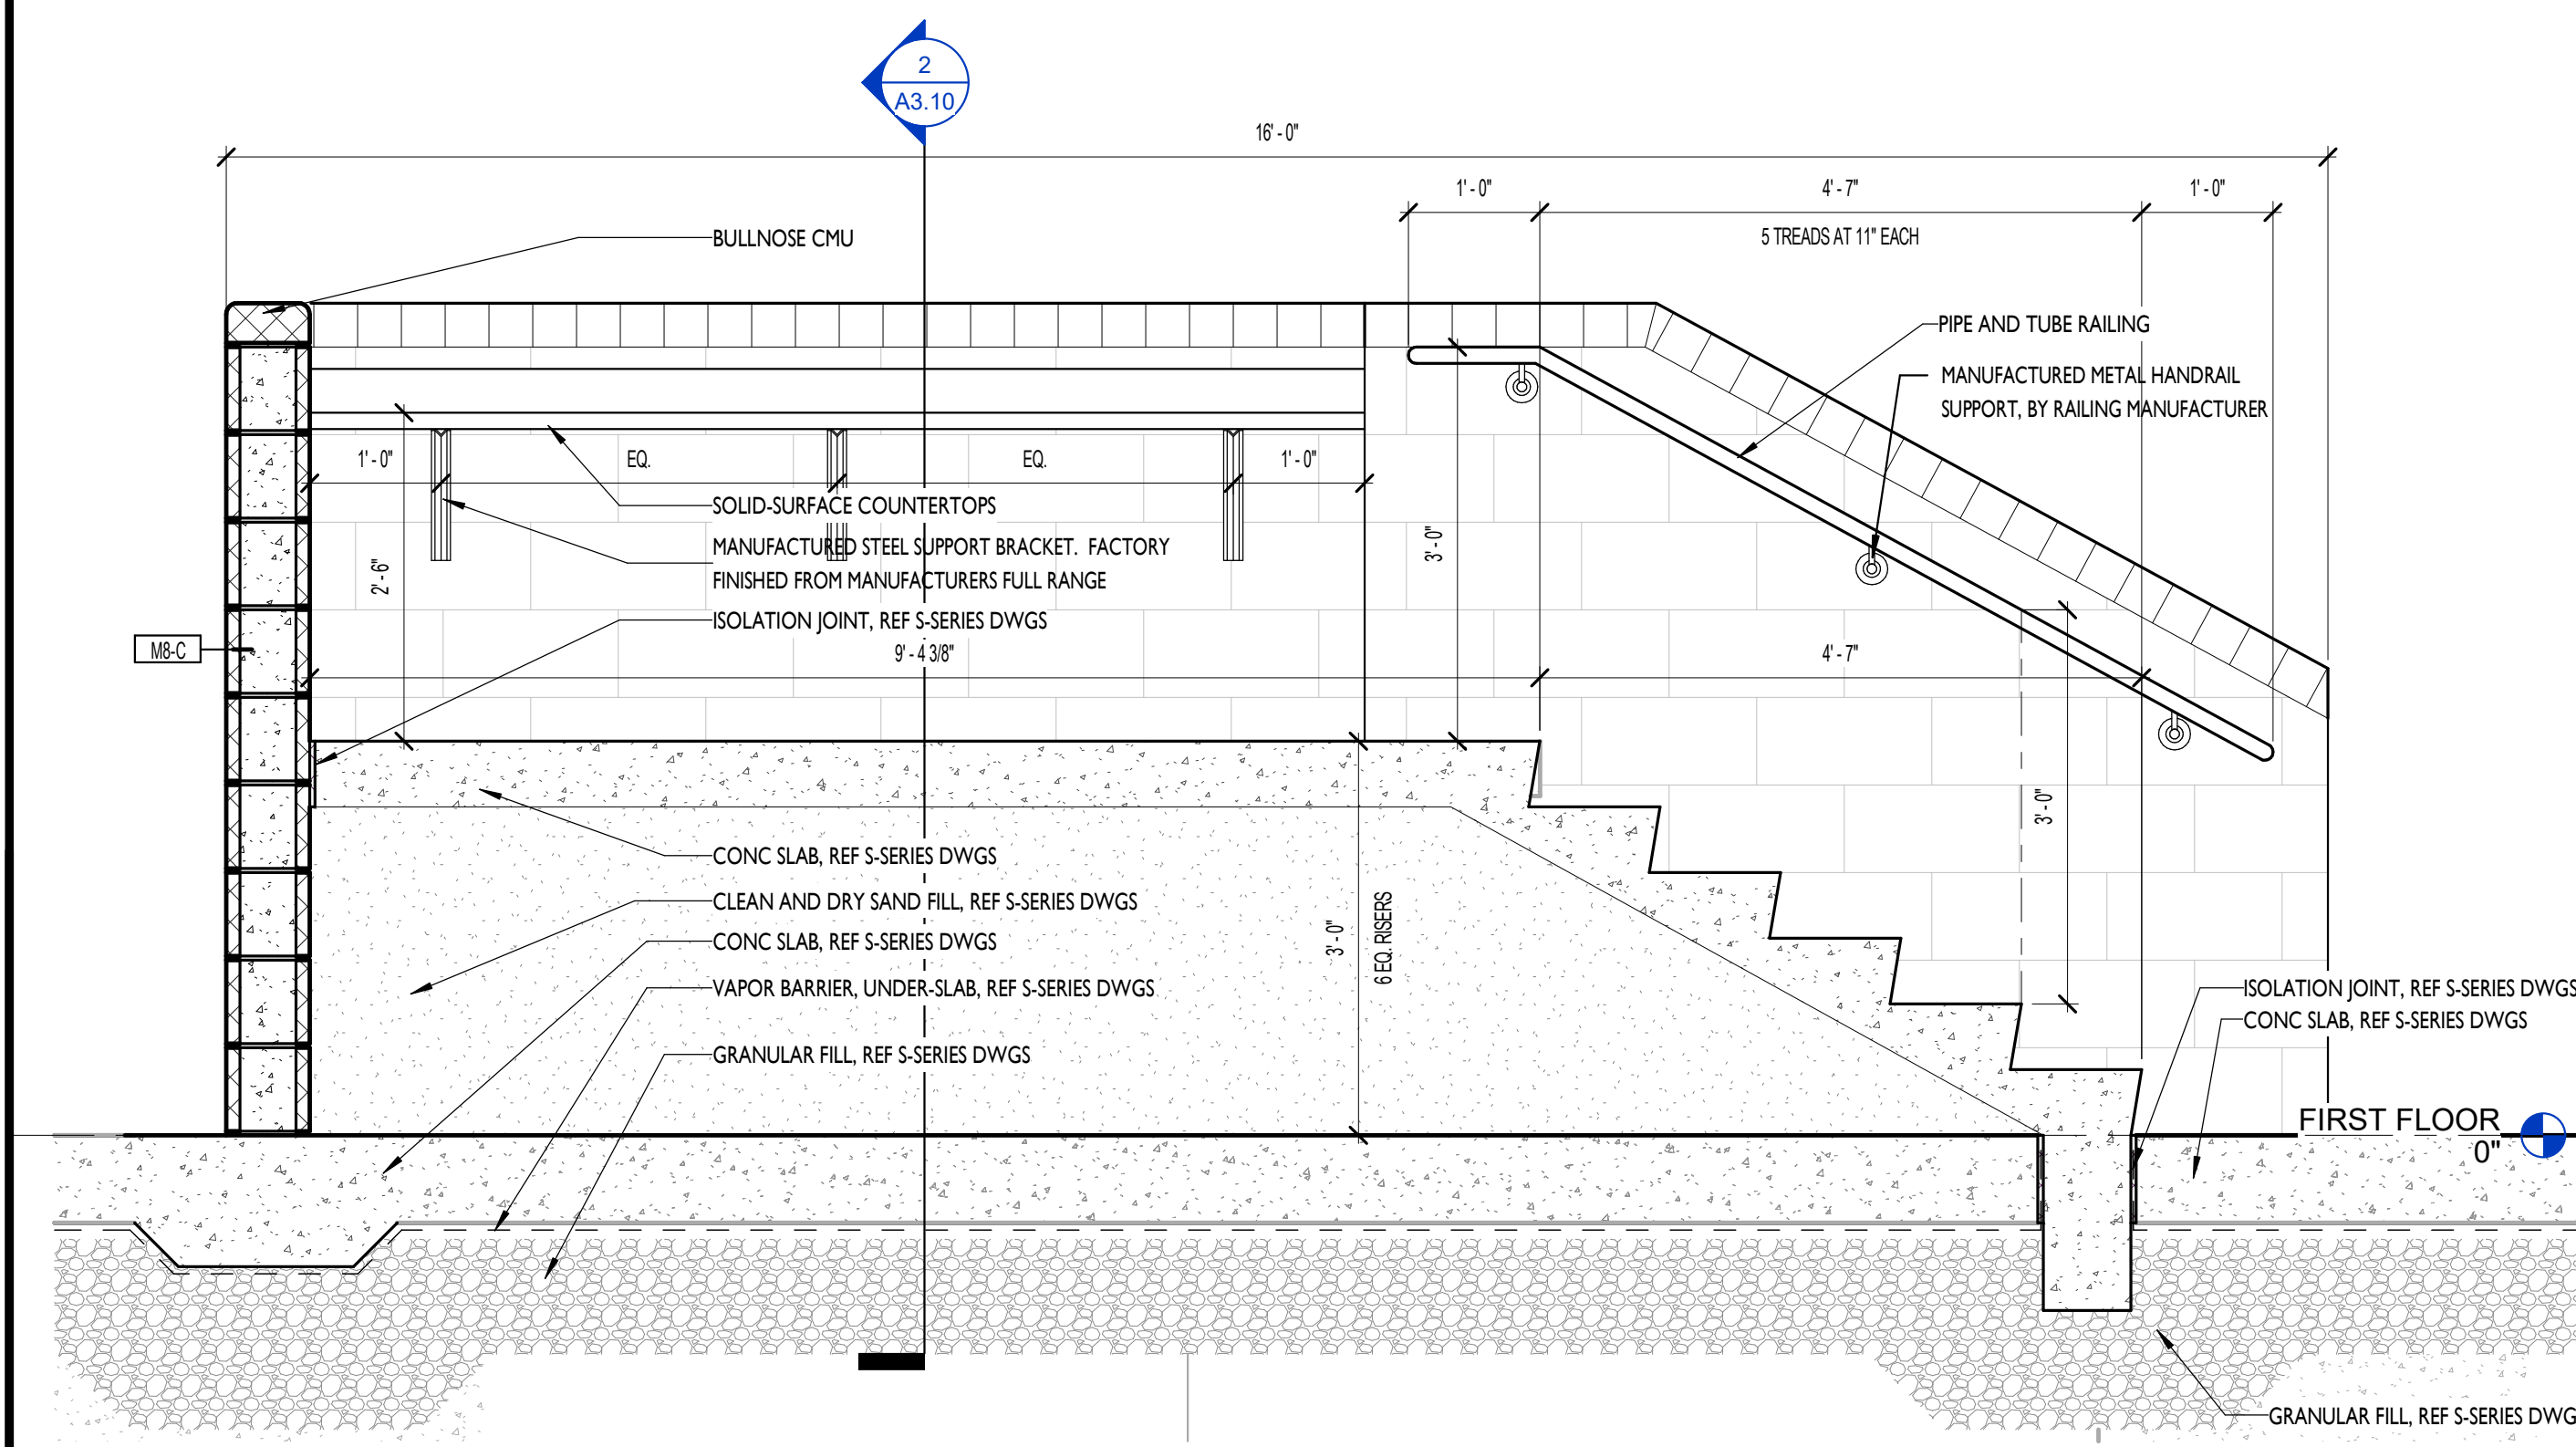 2
A3.10
16' - 0"
1' - 0"
4' - 7"
1' - 0"
5 TREADS AT 11" EACH
BULLNOSE CMU
PIPE AND TUBE RAILING
MANUFACTURED METAL HANDRAIL
SUPPORT, BY RAILING MANUFACTURER
1' - 0"
EQ.
EQ.
1' - 0"
SOLID-SURFACE COUNTERTOPS
MANUFACTURED STEEL SUPPORT BRACKET. FACTORY
FINISHED FROM MANUFACTURERS FULL RANGE
2' - 6"
3' - 0"
ISOLATION JOINT, REF S-SERIES DWGS
M8-C
9' - 4 3/8"
4' - 7"
3' - 0"
CONC SLAB, REF S-SERIES DWGS
CLEAN AND DRY SAND FILL, REF S-SERIES DWGS
3' - 0"
6 EQ. RISERS
CONC SLAB, REF S-SERIES DWGS
VAPOR BARRIER, UNDER-SLAB, REF S-SERIES DWGS
GRANULAR FILL, REF S-SERIES DWGS
ISOLATION JOINT, REF S-SERIES DWGS
CONC SLAB, REF S-SERIES DWGS
FIRST FLOOR
0"
GRANULAR FILL, REF S-SERIES DWG